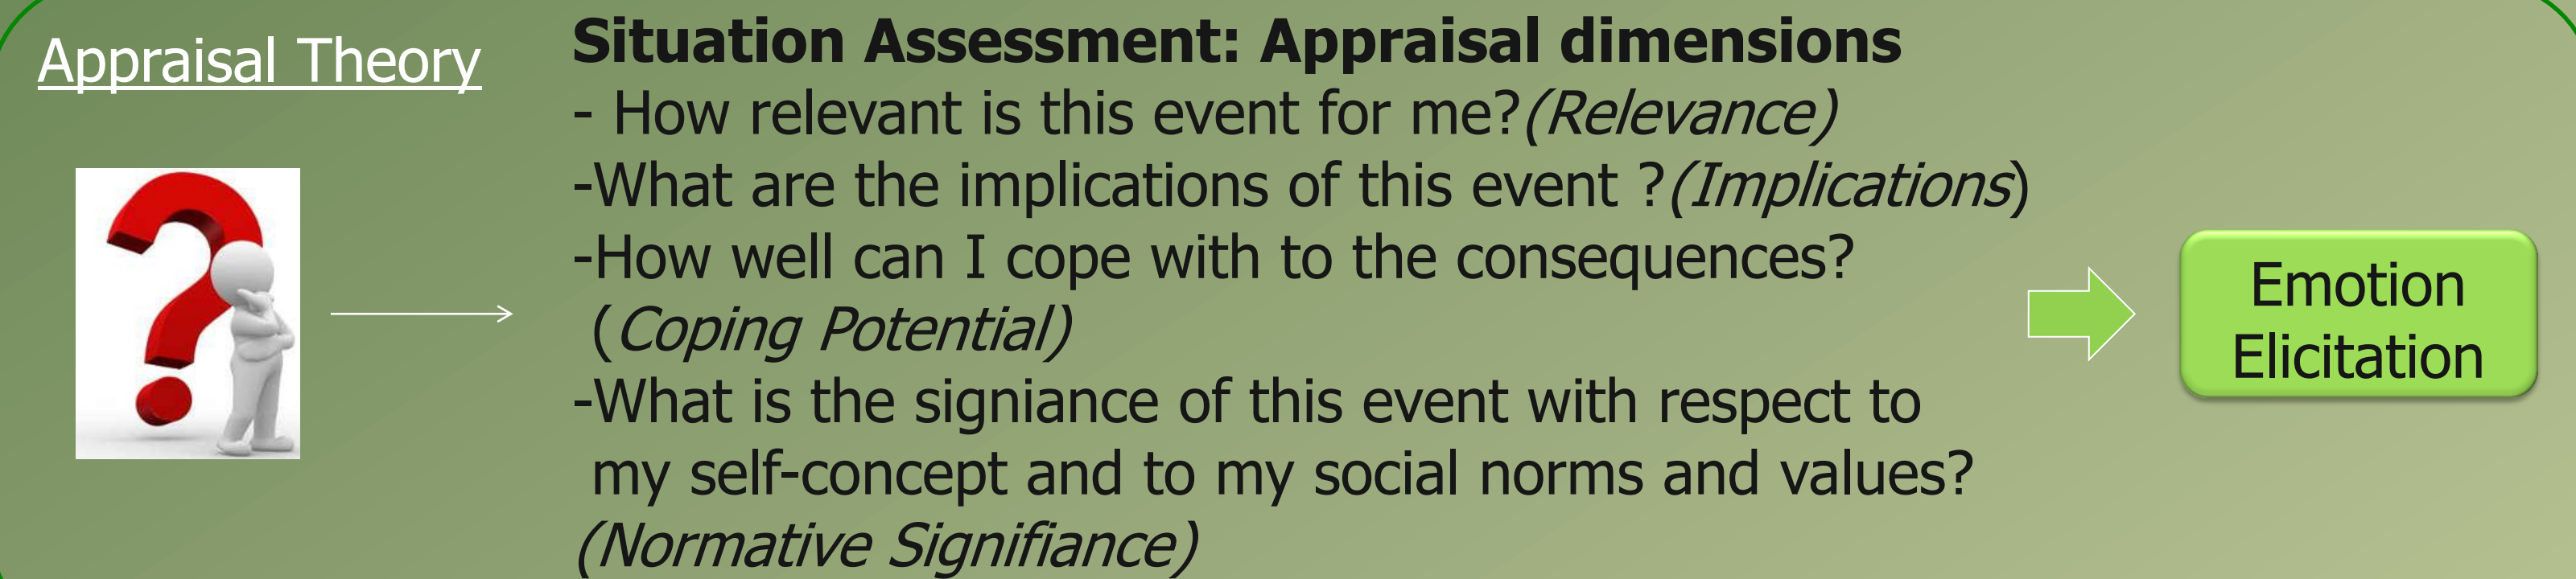 Appraisal Theory
Situation Assessment: Appraisal dimensions
- How relevant is this event for me?(Relevance)
-What are the implications of this event ?(Implications)
-How well can I cope with to the consequences?
(Coping Potential)
-What is the signiance of this event with respect to
my self-concept and to my social norms and values?
(Normative Signifiance)
Emotion
Elicitation